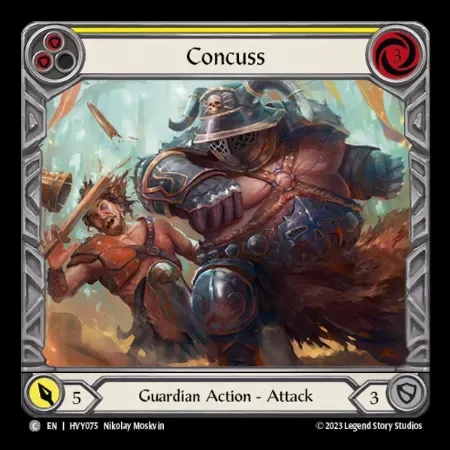 Concuss
3
5
Guardian Action - Attack
3
C EN | HVY075 Nikolay Moskvin
©2023 Legend Story Studios